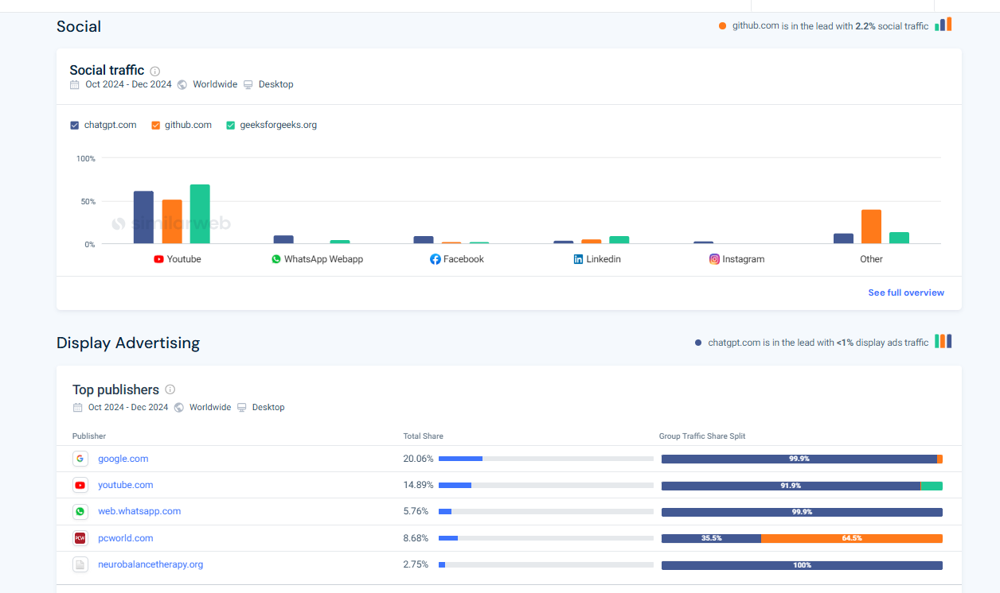 Social
github.com is in the lead with 2.2% social traffic
Social traffic
Oct 2024 - Dec 2024 Worldwide Desktop
chatgpt.com github.com geeksforgeeks.org
100%
50%
0%
similarweb
Youtube WhatsApp Webapp Facebook Linkedin Instagram Other
See full overview
Display Advertising
chatgpt.com is in the lead with <1% display ads traffic
Top publishers
Oct 2024 - Dec 2024 Worldwide Desktop
Publisher Total Share Group Traffic Share Split
google.com 20.06% 99.9%
youtube.com 14.89% 91.9%
web.whatsapp.com 5.76% 99.9%
PCW pcworld.com 8.68% 35.5% 64.5%
neurobalancetherapy.org 2.75% 100%